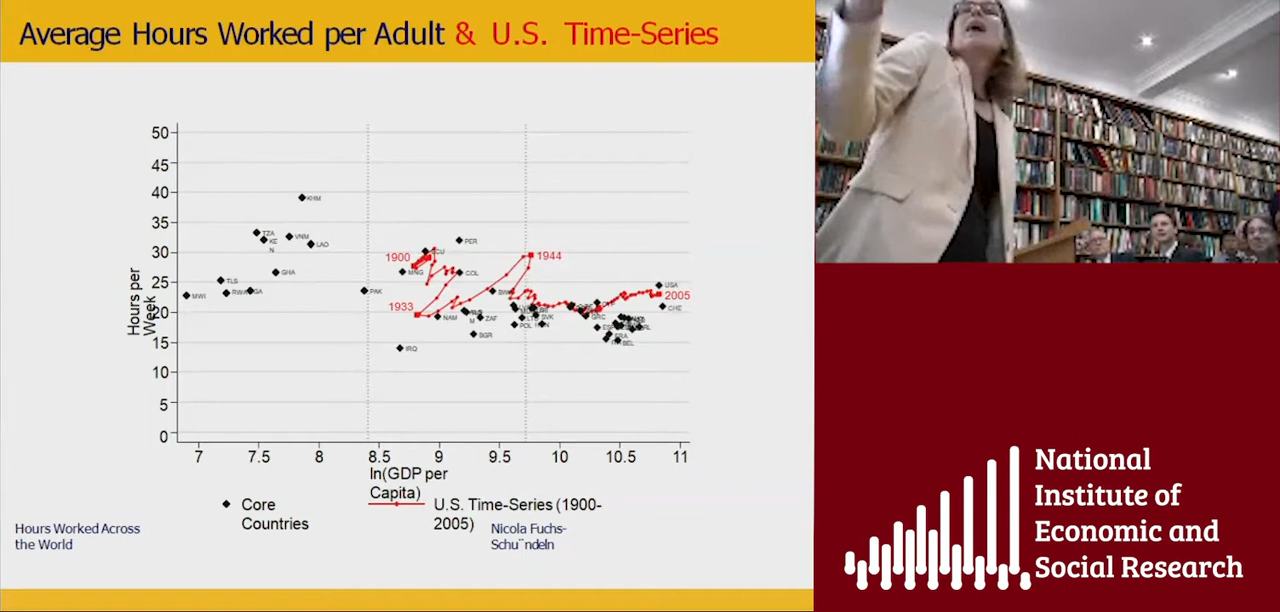 Average Hours Worked per Adult & U.S. Time-Series
50
45
40
35
30
25
20
15
10
5
0
Hours per
Week
KHM
TZA
KE
N
VNM
LAO
GHA
TLS
MWI
PAK
1900
MNG
PER
COL
1944
1933
NAM
ZAF
BGR
IRQ
POL
SVK
GRC
USA
2005
CHE
BEL
7
7.5
8
8.5
9
9.5
10
10.5
11
ln(GDP per
Capita)
Core
Countries
U.S. Time-Series (1900-
2005)
Hours Worked Across
the World
Nicola Fuchs-
Schu¨ndeln
National
Institute of
Economic and
Social Research